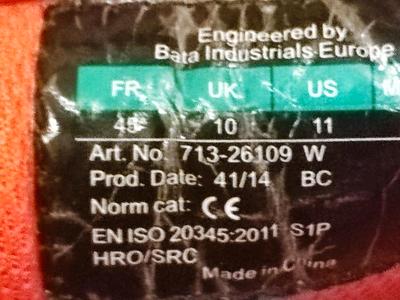 Engineered by
Bata Industrials Europe
FR UK US M
45 10 11
Art. No. 713-26109 W
Prod. Date: 41/14 BC
Norm cat: CE
EN ISO 20345:2011 S1P
HRO/SRC
Made in China